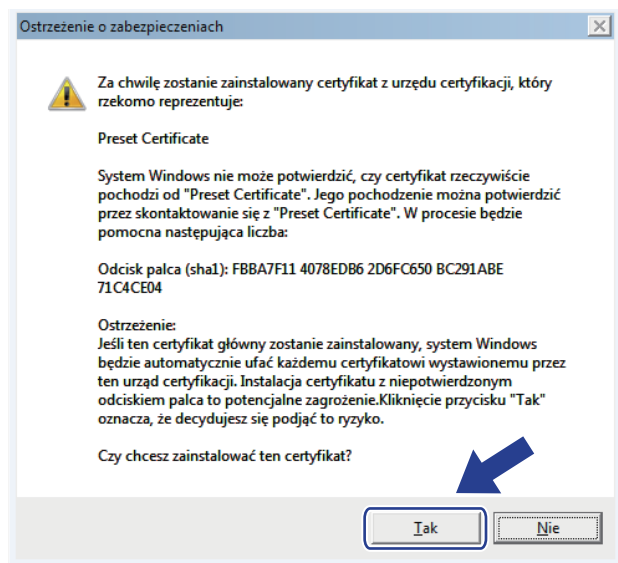 Ostrzeżenie o zabezpieczeniach
Za chwilę zostanie zainstalowany certyfikat z urzędu certyfikacji, który
rzekomo reprezentuje:
Preset Certificate
System Windows nie może potwierdzić, czy certyfikat rzeczywiście
pochodzi od "Preset Certificate". Jego pochodzenie można potwierdzić
przez skontaktowanie się z "Preset Certificate". W procesie będzie
pomocna następująca liczba:
Odcisk palca (sha1): FBBA7F11 4078EDB6 2D6FC650 BC291ABE
71C4CE04
Ostrzeżenie:
Jeśli ten certyfikat główny zostanie zainstalowany, system Windows
będzie automatycznie ufać każdemu certyfikatowi wystawionemu przez
ten urząd certyfikacji. Instalacja certyfikatu z niepotwierdzonym
odciskiem palca to potencjalne zagrożenie.Kliknięcie przycisku "Tak"
oznacza, że decydujesz się podjąć to ryzyko.
Czy chcesz zainstalować ten certyfikat?
Tak
Nie